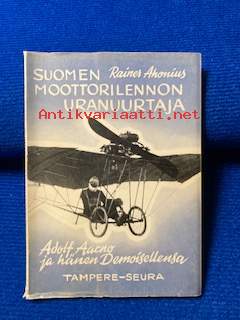 SUOMEN Rainer Ahonius
MOOTTORILENNON
URANUURTAJA
Antikvariaatti.net
Adolf Aarno
ja hänen Demoisellensa
TAMPERE-SEURA